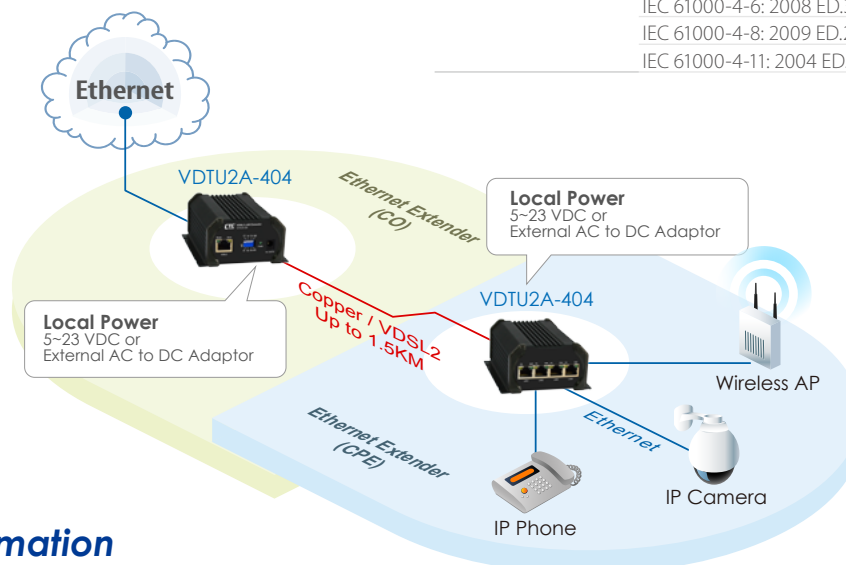 IEC 61000-4-6: 2008 ED.
IEC 61000-4-8: 2009 ED.
IEC 61000-4-11: 2004 ED.
Ethernet
VDTU2A-404
Ethernet Extender
(CO)
Local Power
5~23 VDC or
External AC to DC Adaptor
CTS
Local Power
5~23 VDC or
External AC to DC Adaptor
Copper / VDSL2
Up to 1.5KM
VDTU2A-404
Wireless AP
Ethernet Extender
(CPE)
Ethernet
IP Camera
IP Phone
mation